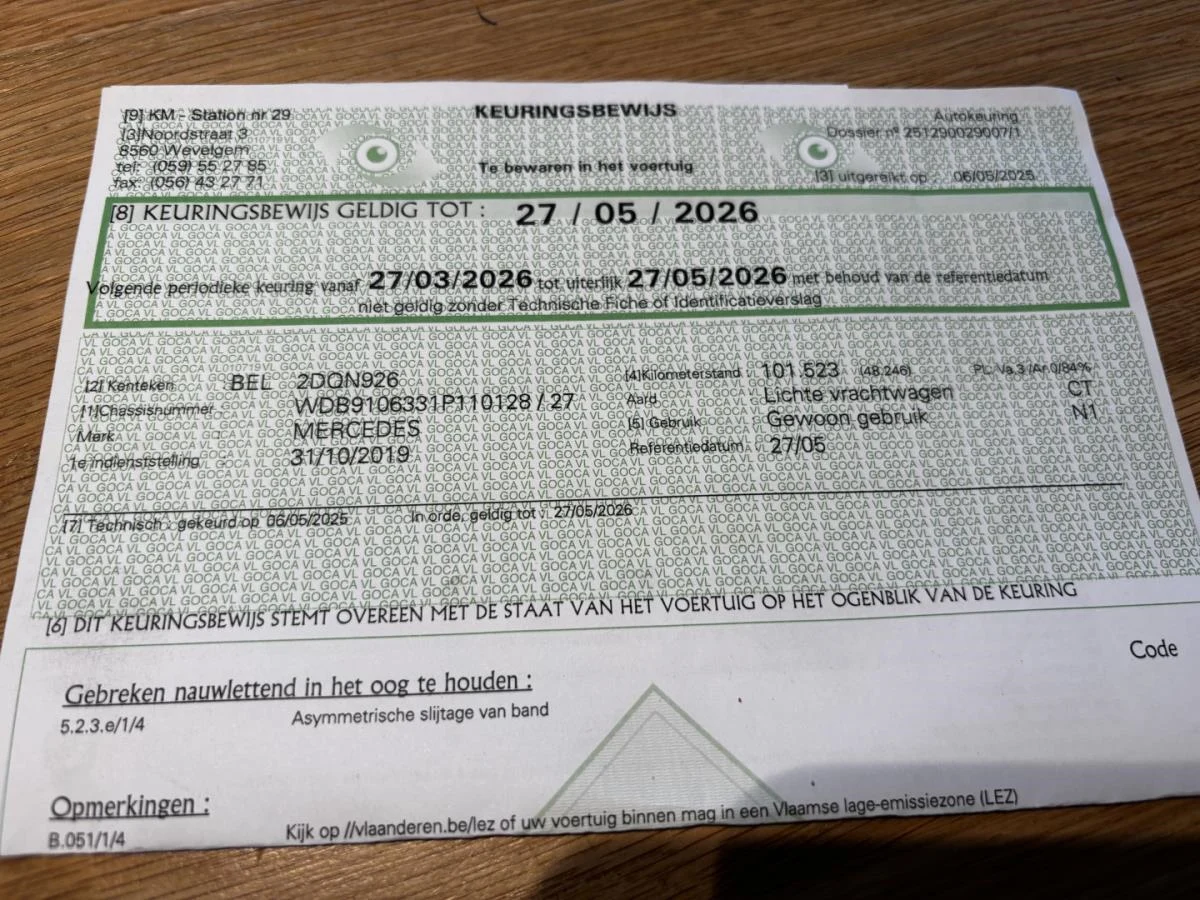 [9] KM - Station nr 29
[3]Noordstraat 3
8560 Wevelgem
tel: (059) 55 27 85
fax: (056) 43 27 71
KEURINGSBEWIJS
Te bewaren in het voertuig
Autokeuring
Dossier nº 251290029007/1
[3] uitgereikt op : 06/05/2025
[8] KEURINGSBEWIJS GELDIG TOT : 27 / 05 / 2026
Volgende periodieke keuring vanaf 27/03/2026 tot uiterlijk 27/05/2026 met behoud van de referentiedatum
niet geldig zonder Technische Fiche of Identificatieverslag
[2] Kenteken BEL 2DQN926
[1]Chassisnummer WDB9106331P110128 / 27
Merk MERCEDES
1e indienststelling 31/10/2019
[4]Kilometerstand 101.523 (48.246)
Aard Lichte vrachtwagen CT
[5] Gebruik Gewoon gebruik N1
Referentiedatum : 27/05
[7] Technisch : gekeurd op 06/05/2025 In orde, geldig tot : 27/05/2026
[6] DIT KEURINGSBEWIJS STEMT OVEREEN MET DE STAAT VAN HET VOERTUIG OP HET OGENBLIK VAN DE KEURING
Code
Gebreken nauwlettend in het oog te houden :
5.2.3.e/1/4 Asymmetrische slijtage van band
Opmerkingen :
B.051/1/4 Kijk op //vlaanderen.be/lez of uw voertuig binnen mag in een Vlaamse lage-emissiezone (LEZ)